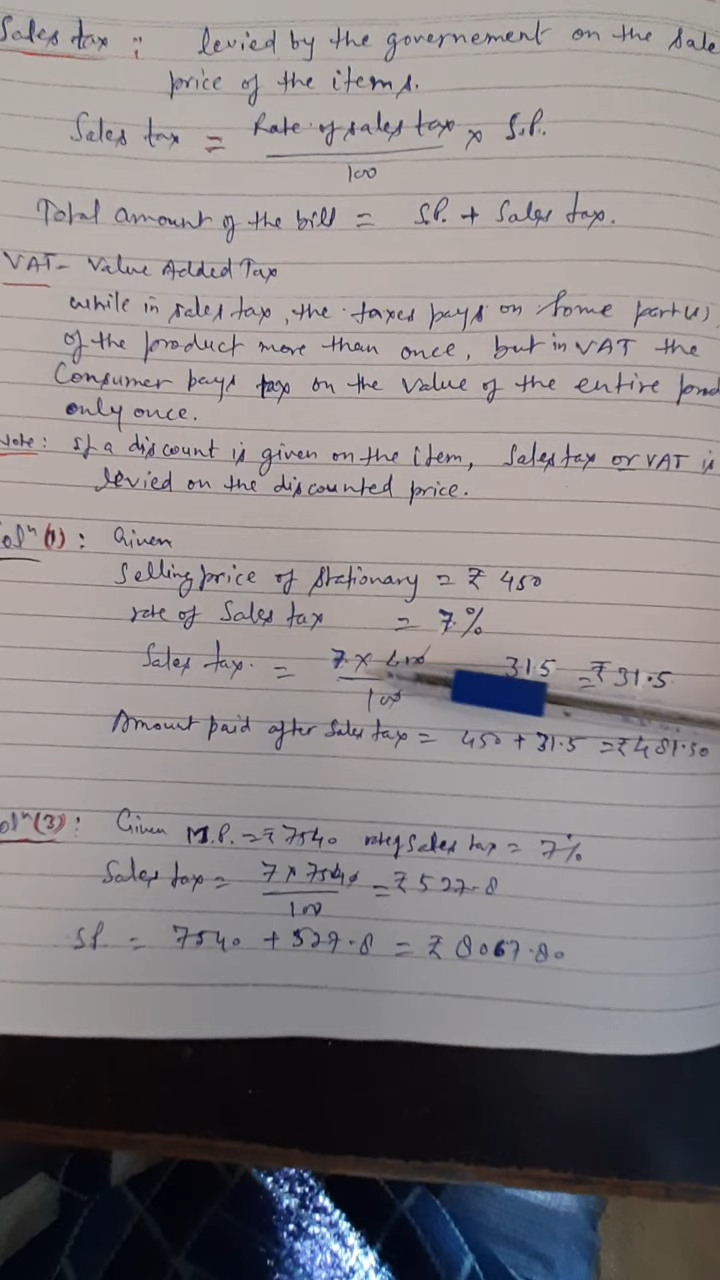 Sales tax : levied by the governement on the sale
price of the items.
Sales tax = Rate of sales tax × S.P.
100
Total amount of the bill = S.P. + Sales tax.
VAT- Value Added Tax
while in sales tax, the taxes pays on some part(s)
of the product more than once, but in VAT the
Consumer pays tax on the value of the entire prod
only once.
Note: If a discount is given on the item, Sales tax or VAT is
levied on the discounted price.
olⁿ(1): Given
Selling price of Stationary = ₹ 450
rate of Sales tax = 7%
Sales tax. = 7 × 
100
315 = ₹31.5
Amount paid after Sales tax = 450 + 31.5 = ₹481.50
olⁿ(3): Given M.P. = ₹7540 rate of Sales tax = 7%
Sales tax = 7 × 7540 = ₹527.8
100
S.P. = 7540 + 527.8 = ₹8067.80